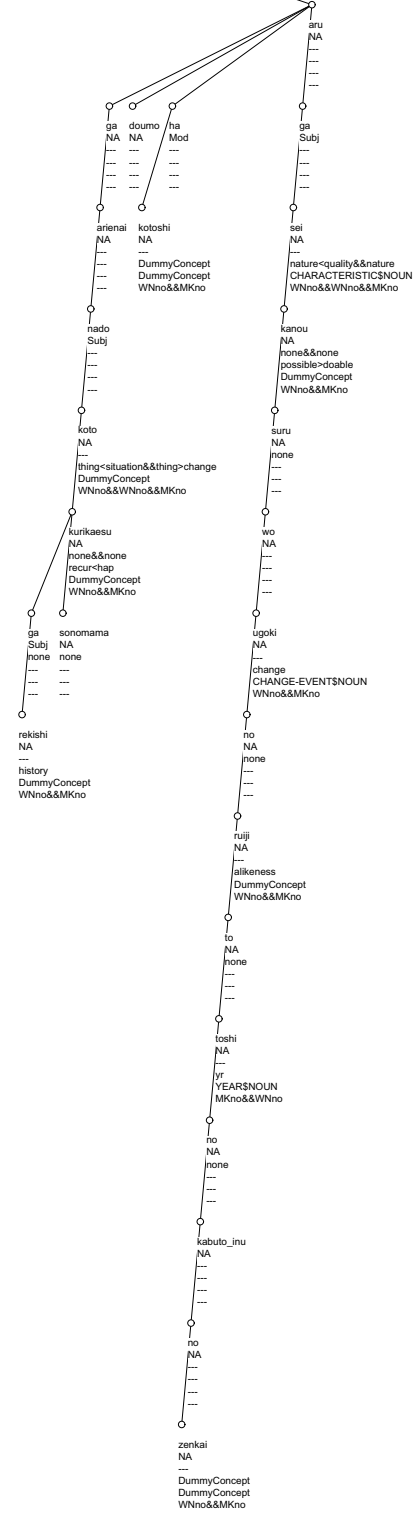 aru
NA
---
---
---
---
ga
NA
---
---
---
---
doumo
NA
---
---
---
---
ha
Mod
---
---
---
---
ga
Subj
---
---
---
---
arienai
NA
---
---
---
---
kotoshi
NA
---
DummyConcept
DummyConcept
WNno&&MKno
sei
NA
---
nature<quality&&nature
CHARACTERISTIC$NOUN
WNno&&WNno&&MKno
nado
Subj
---
---
---
---
kanou
NA
none&&none
possible>doable
DummyConcept
WNno&&MKno
koto
NA
---
thing<situation&&thing>change
DummyConcept
WNno&&WNno&&MKno
suru
NA
none
---
---
---
kurikaesu
NA
none&&none
recur<hap
DummyConcept
WNno&&MKno
wo
NA
---
---
---
---
ga
Subj
none
---
---
---
sonomama
NA
none
---
---
---
ugoki
NA
---
change
CHANGE-EVENT$NOUN
WNno&&MKno
rekishi
NA
---
history
DummyConcept
WNno&&MKno
no
NA
none
---
---
---
ruiji
NA
---
alikeness
DummyConcept
WNno&&MKno
to
NA
none
---
---
---
toshi
NA
---
yr
YEAR$NOUN
MKno&&WNno
no
NA
none
---
---
---
kabuto_inu
NA
---
---
---
---
no
NA
---
---
---
---
zenkai
NA
---
DummyConcept
DummyConcept
WNno&&MKno